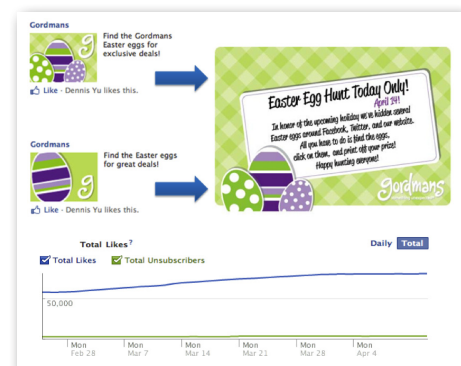 Gordmans
Find the Gordmans
Easter eggs for
exclusive deals!
Like · Dennis Yu likes this.
Gordmans
Find the Easter eggs
for great deals!
Like · Dennis Yu likes this.
Easter Egg Hunt Today Only!
April 24!
In honor of the upcoming holiday we've hidden several
Easter eggs around Facebook, Twitter, and our website.
All you have to do is find the eggs,
click on them, and print off your prize!
Happy hunting everyone!
gordmans
g
g
Total Likes?
Daily Total
Total Likes Total Unsubscribers
50,000
Mon Mon Mon Mon Mon Mon
Feb 28 Mar 7 Mar 14 Mar 21 Mar 28 Apr 4